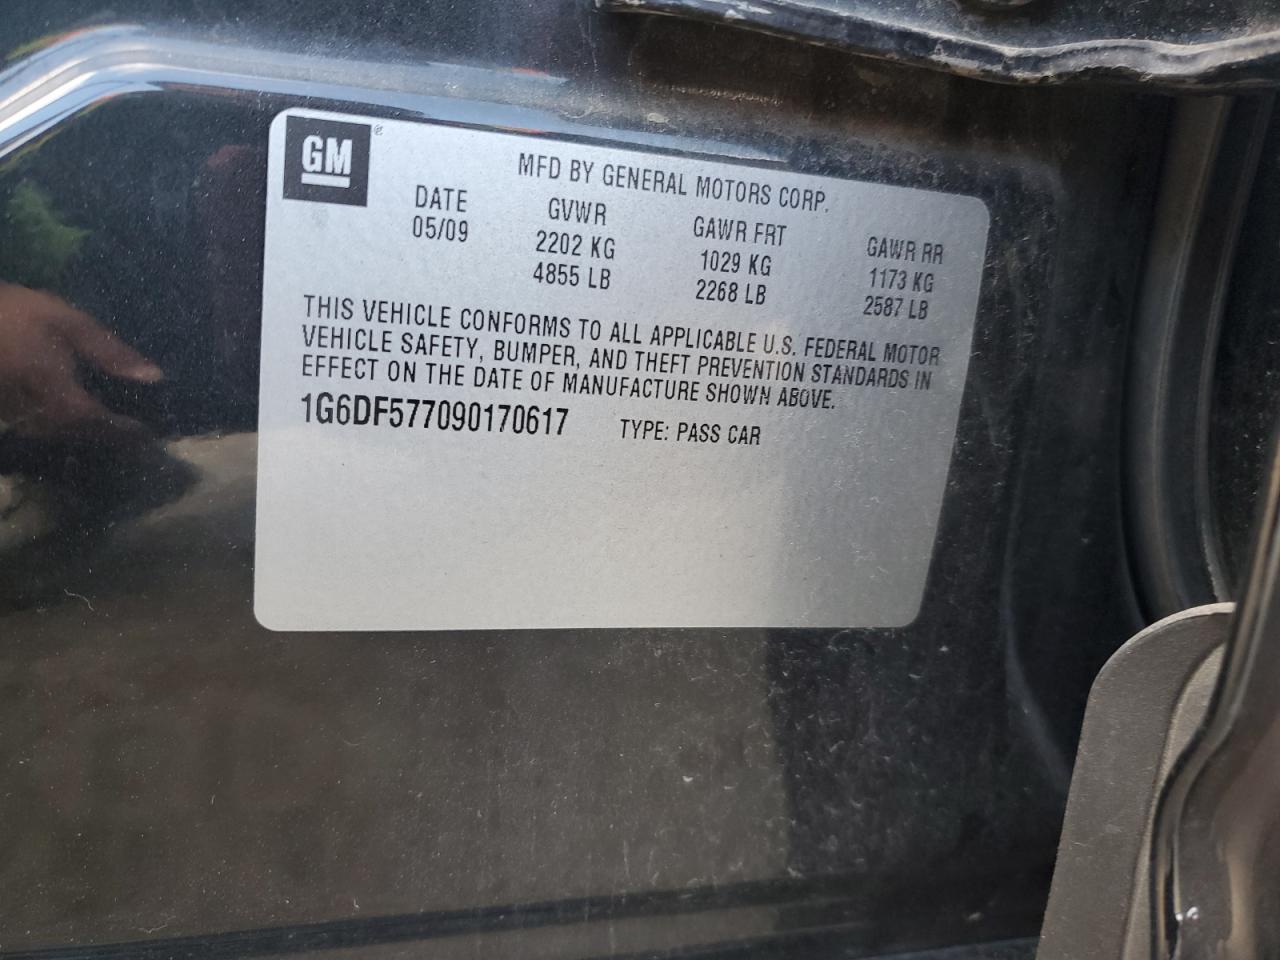 GM®
MFD BY GENERAL MOTORS CORP.
DATE GVWR GAWR FRT GAWR RR
05/09 2202 KG 1029 KG 1173 KG
4855 LB 2268 LB 2587 LB
THIS VEHICLE CONFORMS TO ALL APPLICABLE U.S. FEDERAL MOTOR
VEHICLE SAFETY, BUMPER, AND THEFT PREVENTION STANDARDS IN
EFFECT ON THE DATE OF MANUFACTURE SHOWN ABOVE.
1G6DF577090170617 TYPE: PASS CAR